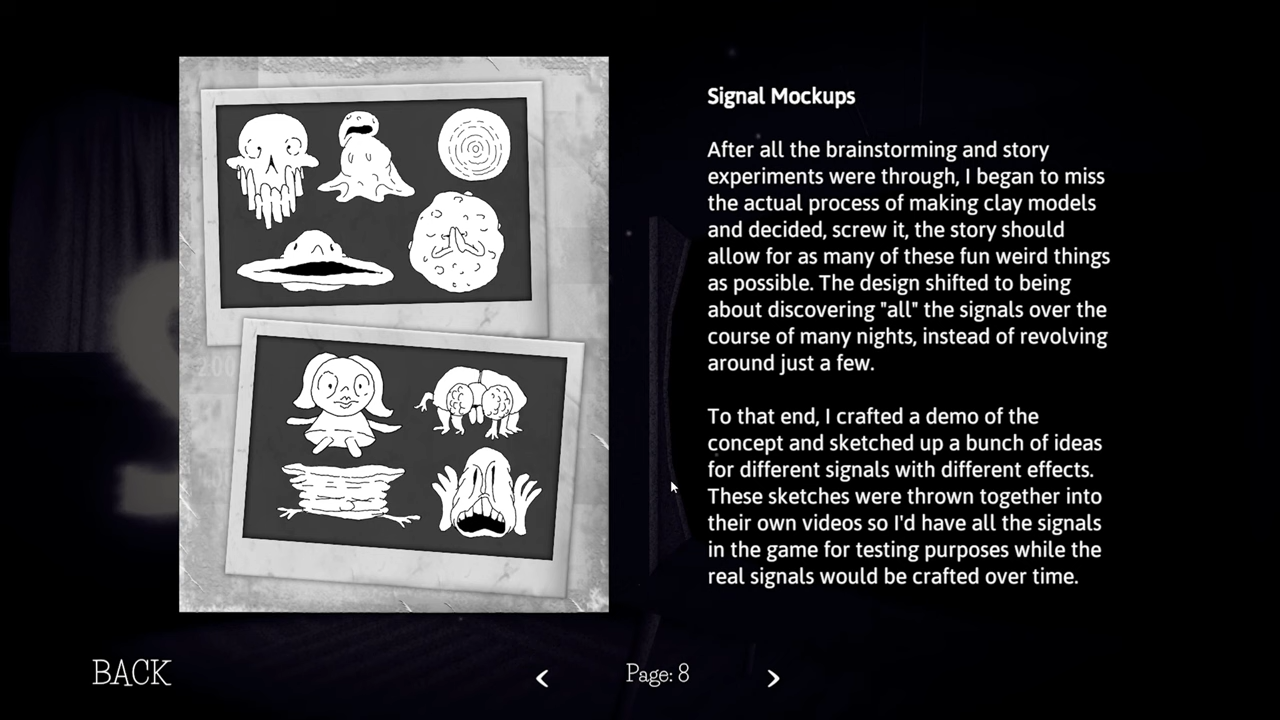 Signal Mockups
After all the brainstorming and story
experiments were through, I began to miss
the actual process of making clay models
and decided, screw it, the story should
allow for as many of these fun weird things
as possible. The design shifted to being
about discovering "all" the signals over the
course of many nights, instead of revolving
around just a few.
To that end, I crafted a demo of the
concept and sketched up a bunch of ideas
for different signals with different effects.
These sketches were thrown together into
their own videos so I'd have all the signals
in the game for testing purposes while the
real signals would be crafted over time.
BACK
< Page: 8 >